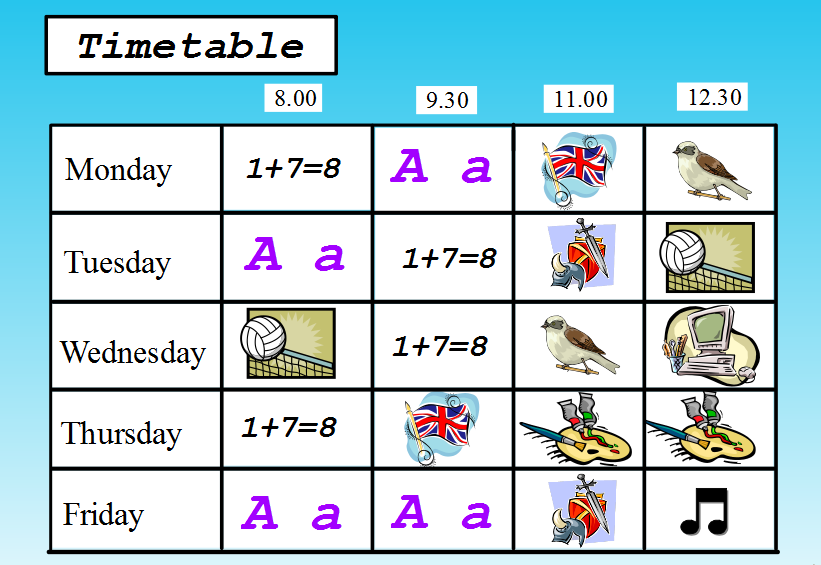 Timetable
8.00 9.30 11.00 12.30
Monday 1+7=8 A a
Tuesday A a 1+7=8
Wednesday 1+7=8
Thursday 1+7=8
Friday A a A a